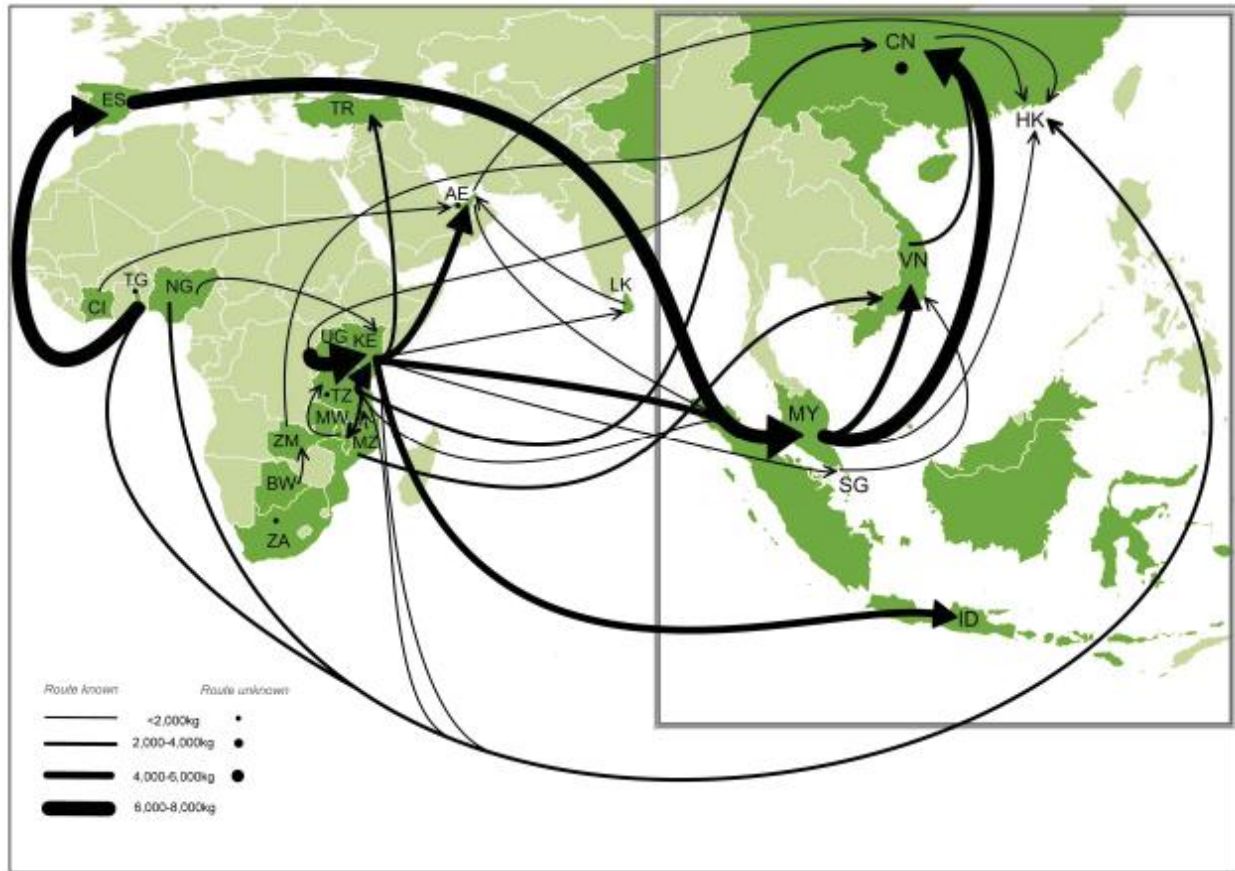 CN
ES
TR
HK
AE
VN
TG
NG
LK
CI
UG KE
TZ
MW
MY
MZ
ZM
SG
BW
ZA
ID
Route known
Route unknown
<2,000kg
2,000-4,000kg
4,000-6,000kg
6,000-8,000kg